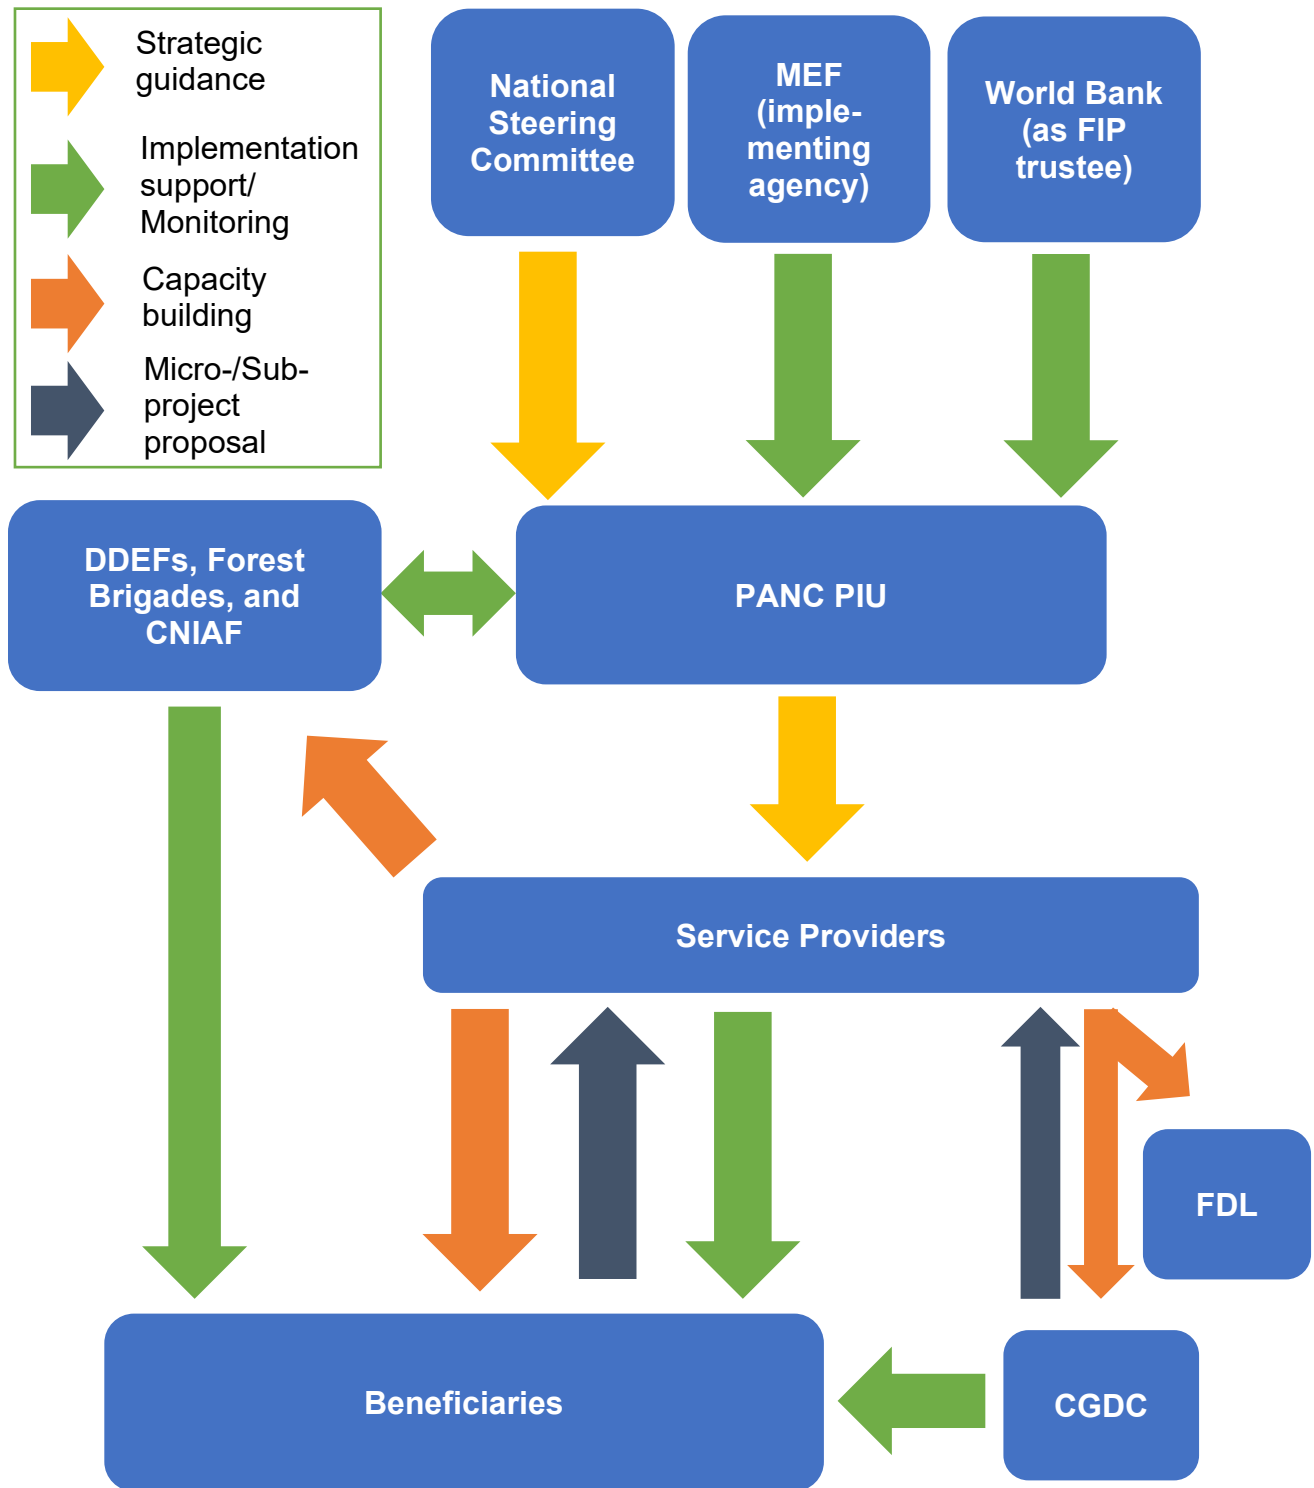 Strategic
guidance
Implementation
support/
Monitoring
Capacity
building
Micro-/Sub-
project
proposal
National
Steering
Committee
MEF
(imple-
menting
agency)
World Bank
(as FIP
trustee)
DDEFs, Forest
Brigades, and
CNIAF
PANC PIU
Service Providers
FDL
Beneficiaries
CGDC